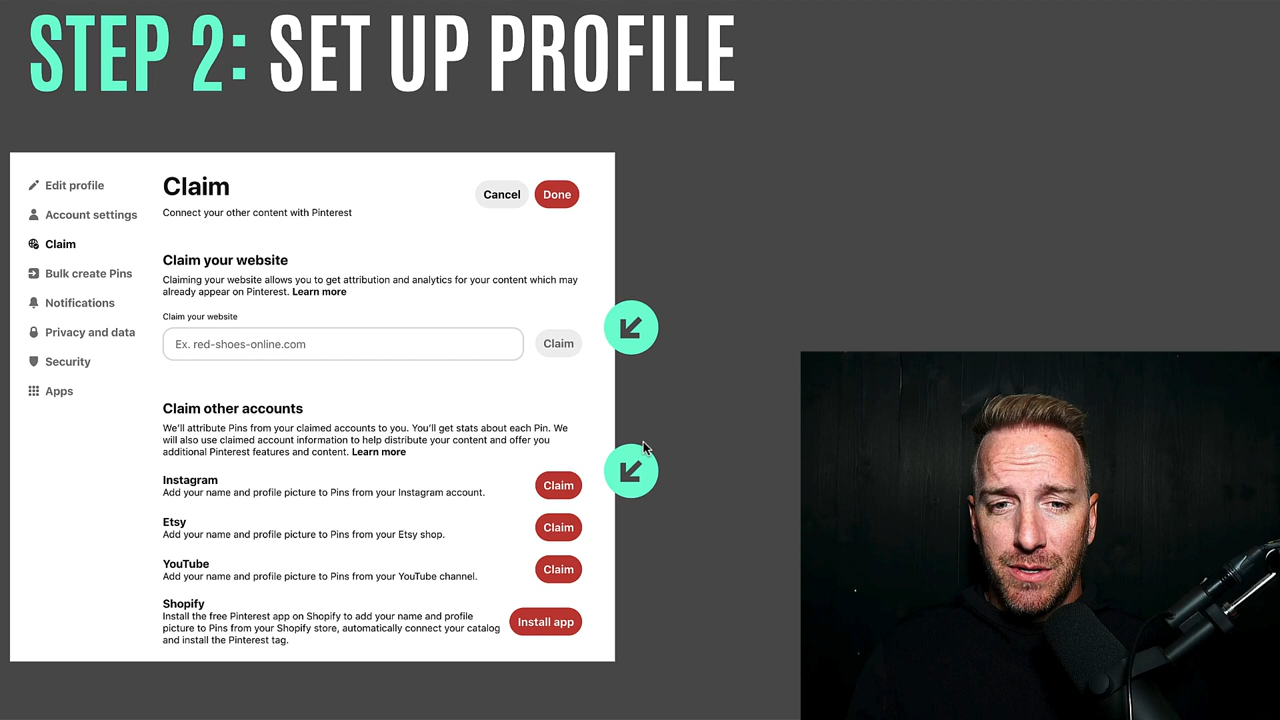 STEP 2: SET UP PROFILE
Edit profile
Account settings
Claim
Bulk create Pins
Notifications
Privacy and data
Security
Apps
Claim
Cancel
Done
Connect your other content with Pinterest
Claim your website
Claiming your website allows you to get attribution and analytics for your content which may
already appear on Pinterest. Learn more
Claim your website
Ex. red-shoes-online.com
Claim
Claim other accounts
We'll attribute Pins from your claimed accounts to you. You'll get stats about each Pin. We
will also use claimed account information to help distribute your content and offer you
additional Pinterest features and content. Learn more
Instagram
Add your name and profile picture to Pins from your Instagram account.
Claim
Etsy
Add your name and profile picture to Pins from your Etsy shop.
Claim
YouTube
Add your name and profile picture to Pins from your YouTube channel.
Claim
Shopify
Install the free Pinterest app on Shopify to add your name and profile
picture to Pins from your Shopify store, automatically connect your catalog
and install the Pinterest tag.
Install app